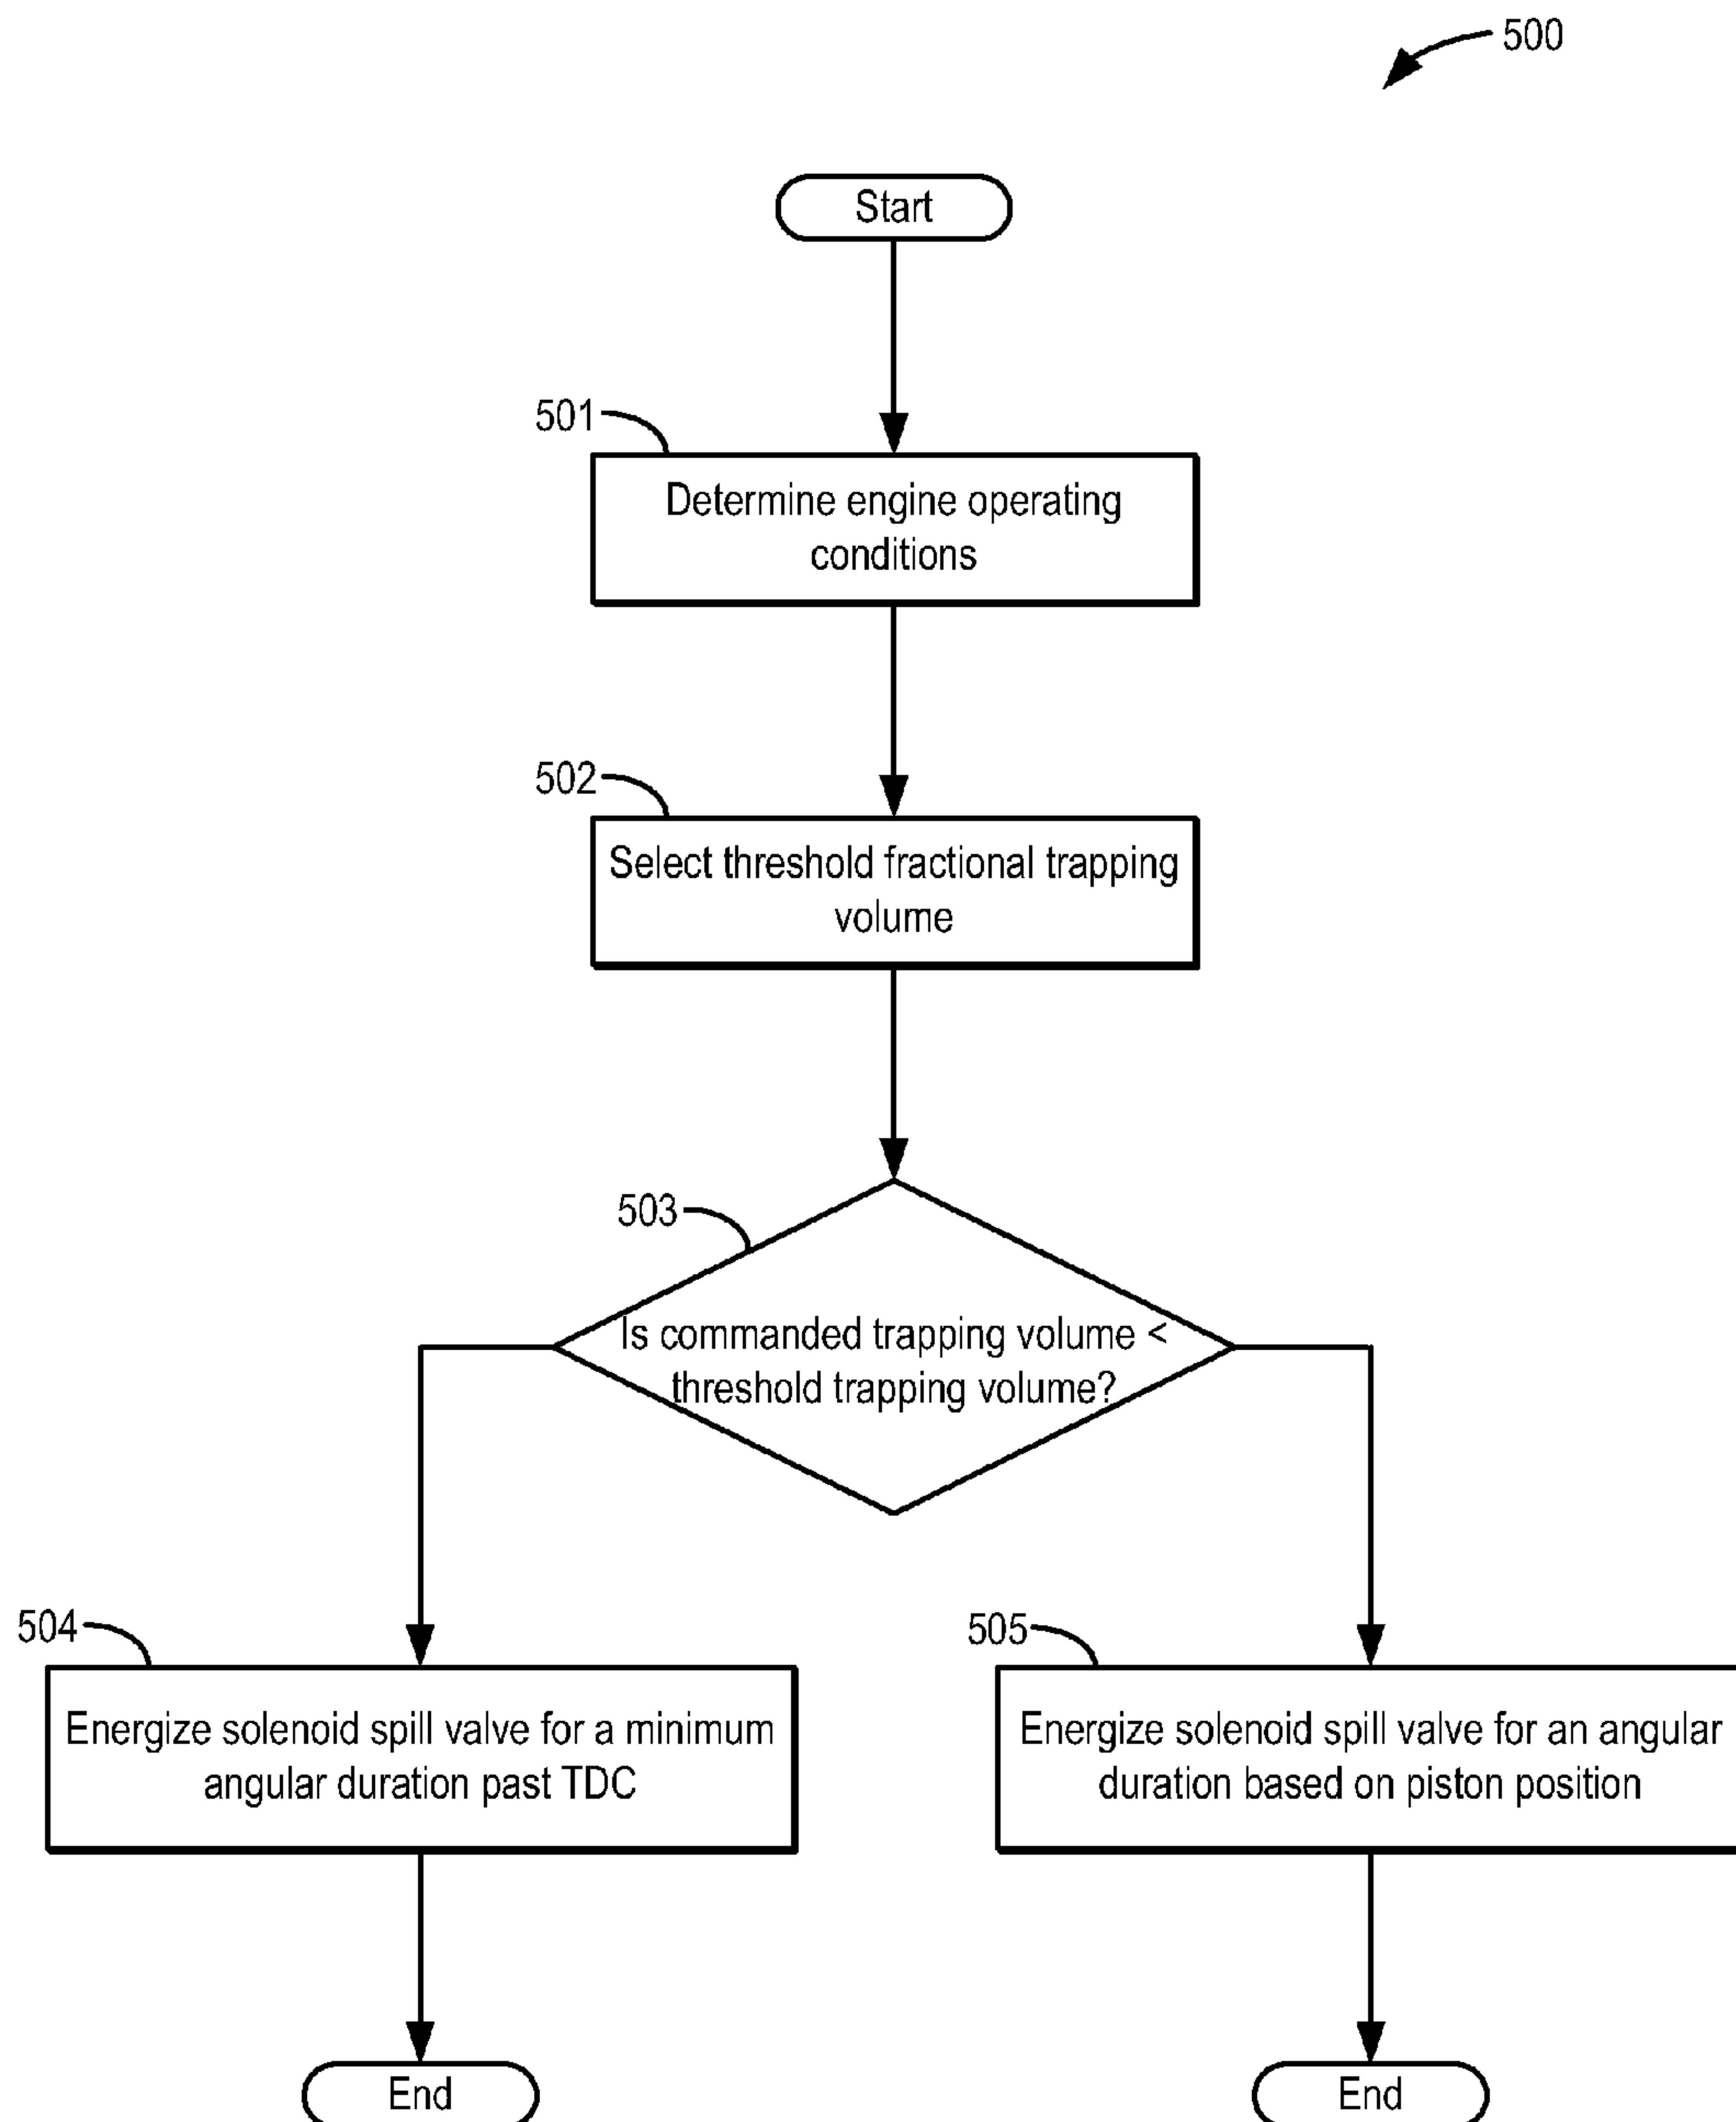 500
Start
501
Determine engine operating
conditions
502
Select threshold fractional trapping
volume
503
Is commanded trapping volume <
threshold trapping volume?
504
Energize solenoid spill valve for a minimum
angular duration past TDC
505
Energize solenoid spill valve for an angular
duration based on piston position
End
End